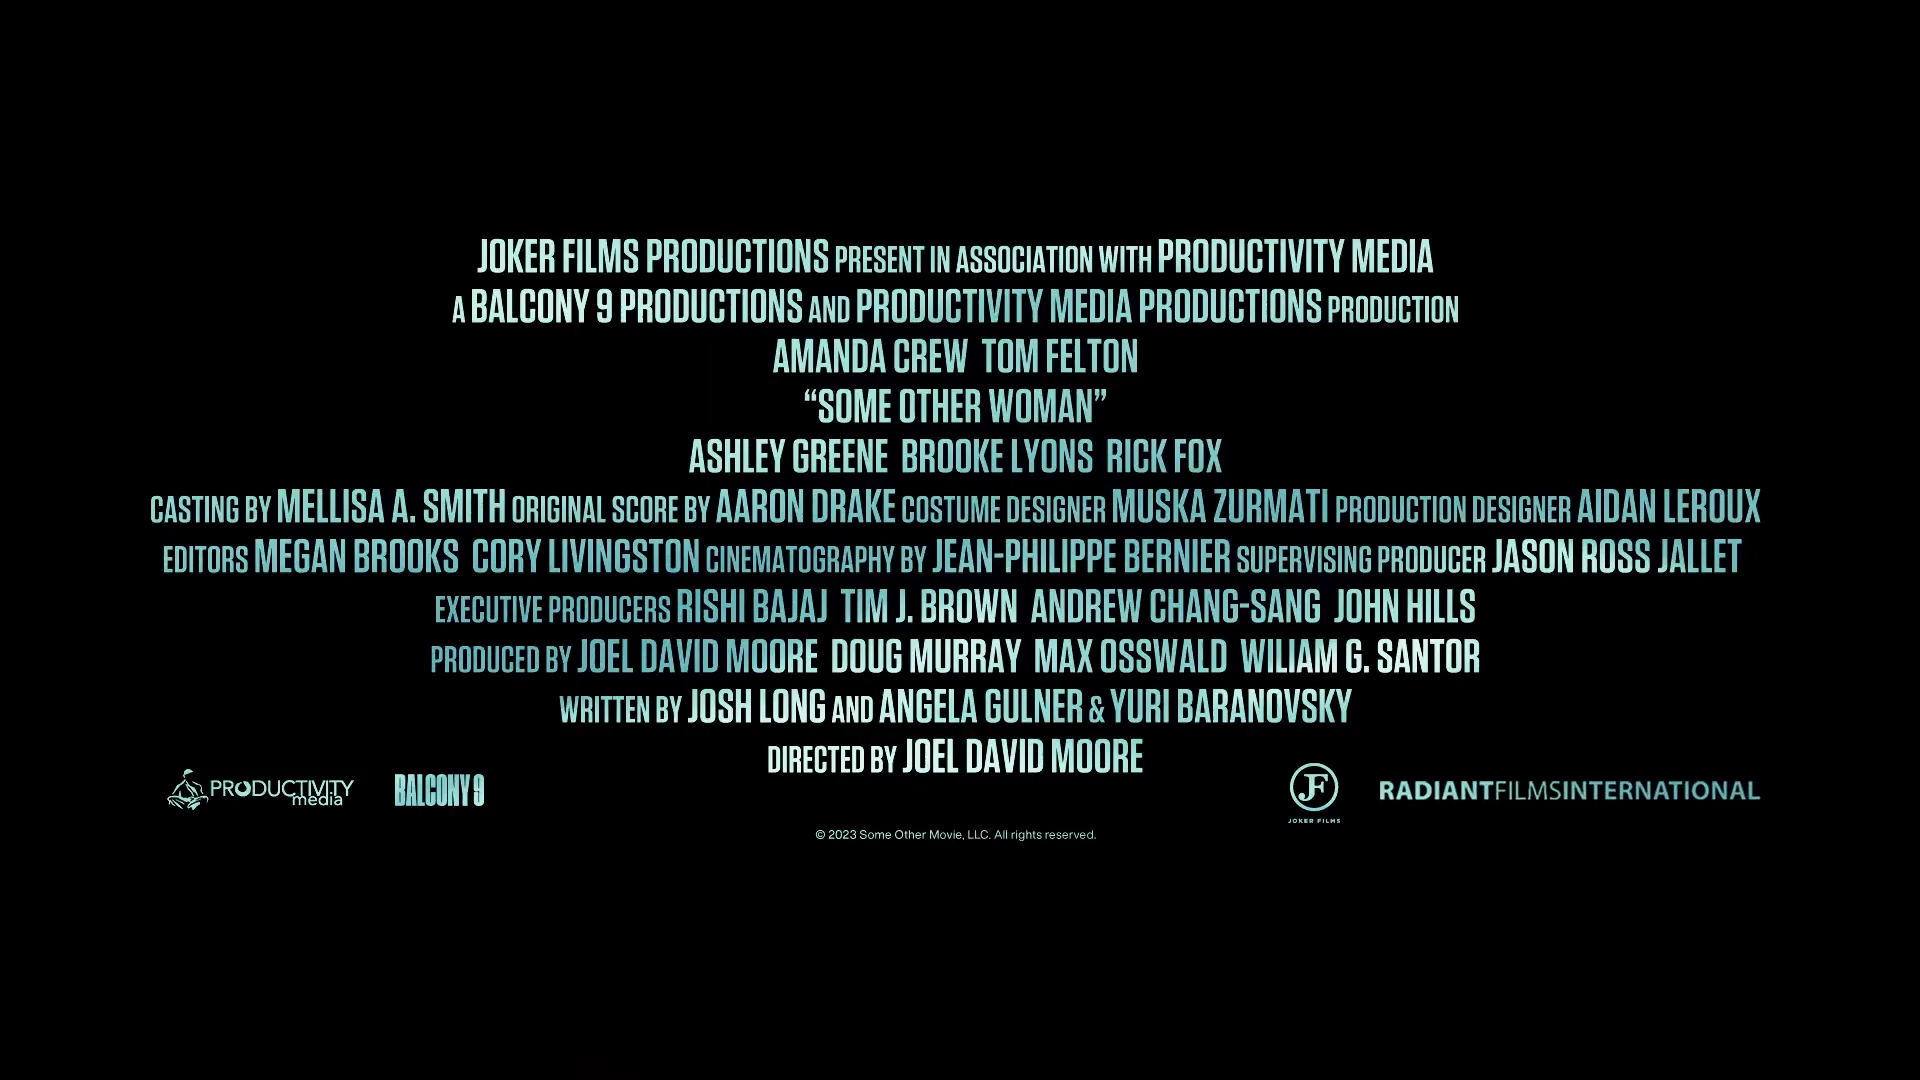 JOKER FILMS PRODUCTIONS PRESENT IN ASSOCIATION WITH PRODUCTIVITY MEDIA
A BALCONY 9 PRODUCTIONS AND PRODUCTIVITY MEDIA PRODUCTIONS PRODUCTION
AMANDA CREW TOM FELTON
“SOME OTHER WOMAN”
ASHLEY GREENE BROOKE LYONS RICK FOX
CASTING BY MELLISA A. SMITH ORIGINAL SCORE BY AARON DRAKE COSTUME DESIGNER MUSKA ZURMATI PRODUCTION DESIGNER AIDAN LEROUX
EDITORS MEGAN BROOKS CORY LIVINGSTON CINEMATOGRAPHY BY JEAN-PHILIPPE BERNIER SUPERVISING PRODUCER JASON ROSS JALLET
EXECUTIVE PRODUCERS RISHI BAJAJ TIM J. BROWN ANDREW CHANG-SANG JOHN HILLS
PRODUCED BY JOEL DAVID MOORE DOUG MURRAY MAX OSSWALD WILIAM G. SANTOR
WRITTEN BY JOSH LONG AND ANGELA GULNER & YURI BARANOVSKY
DIRECTED BY JOEL DAVID MOORE
PRODUCTIVITY
media
BALCONY 9
JF
JOKER FILMS
RADIANTFILMSINTERNATIONAL
© 2023 Some Other Movie, LLC. All rights reserved.